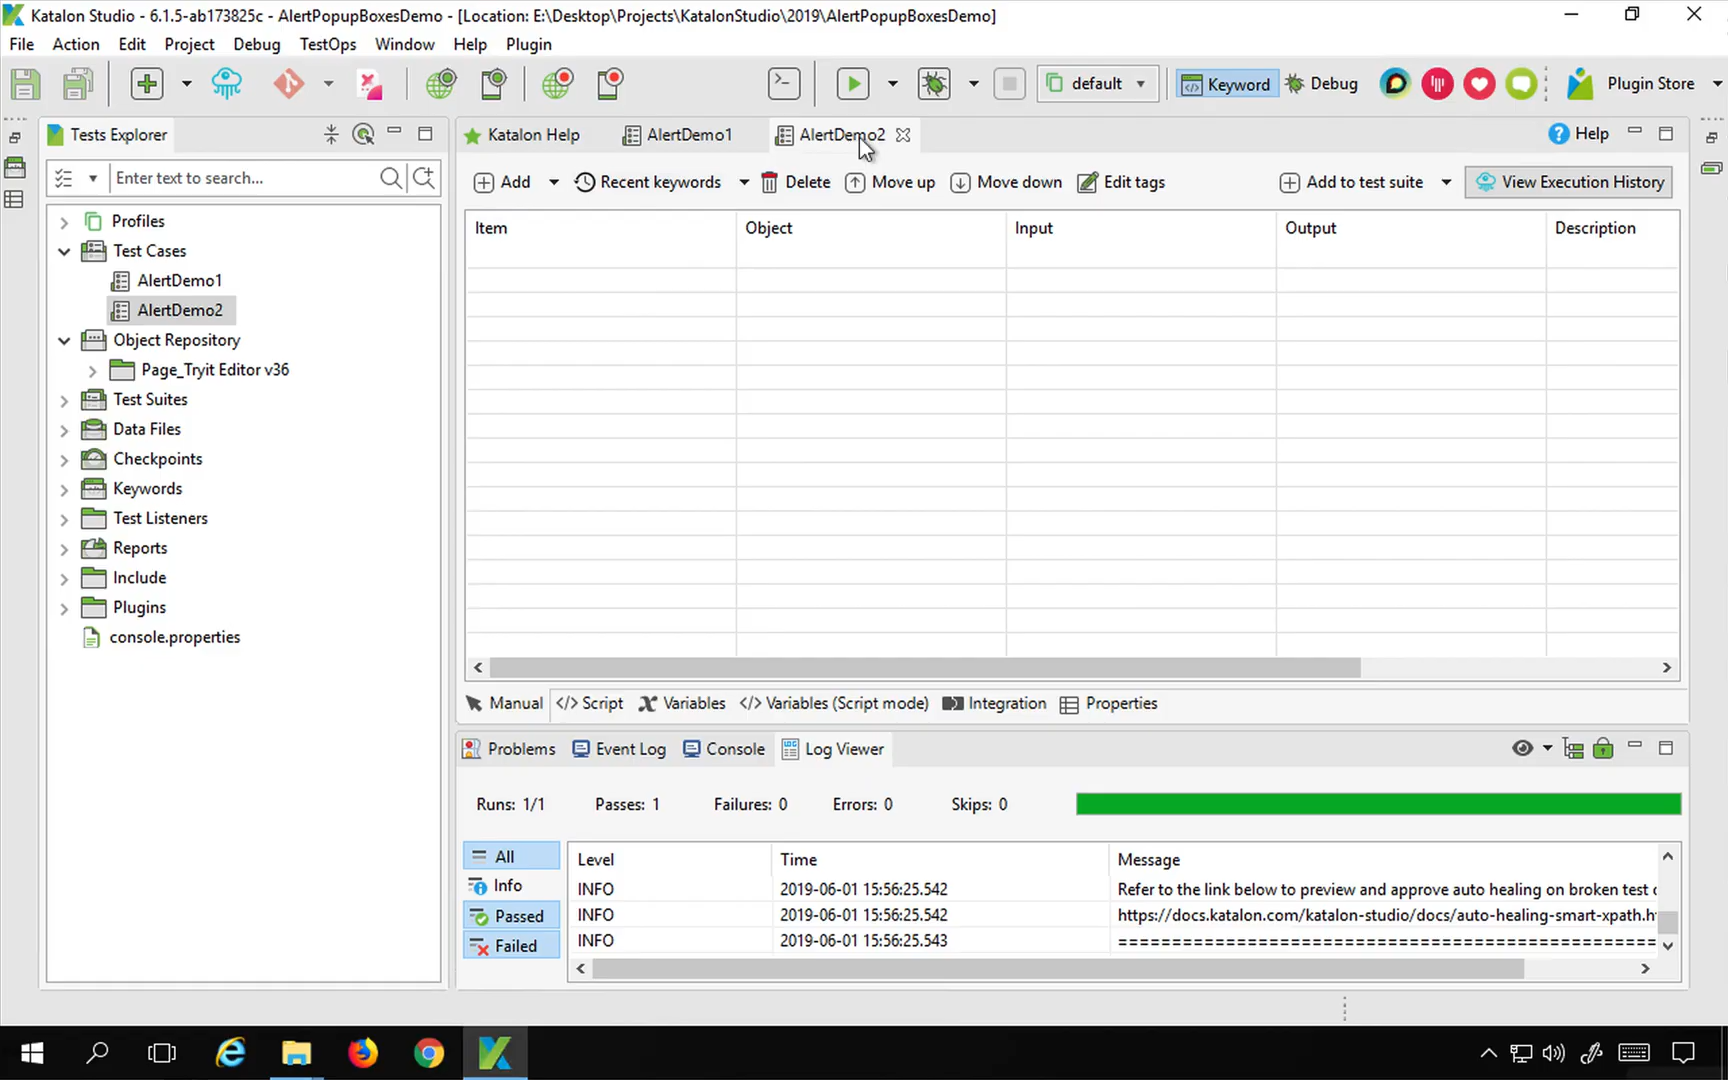 Katalon Studio - 6.1.5-ab173825c - AlertPopupBoxesDemo - [Location: E:\Desktop\Projects\KatalonStudio\2019\AlertPopupBoxesDemo]
File Action Edit Project Debug TestOps Window Help Plugin
default Keyword Debug Plugin Store
Tests Explorer
Enter text to search...
Profiles
Test Cases
AlertDemo1
AlertDemo2
Object Repository
Page_Tryit Editor v36
Test Suites
Data Files
Checkpoints
Keywords
Test Listeners
Reports
Include
Plugins
console.properties
Katalon Help AlertDemo1 AlertDemo2 Help
Add Recent keywords Delete Move up Move down Edit tags Add to test suite View Execution History
Item Object Input Output Description
Manual </> Script Variables </> Variables (Script mode) Integration Properties
Problems Event Log Console Log Viewer
Runs: 1/1 Passes: 1 Failures: 0 Errors: 0 Skips: 0
All
Info
Passed
Failed
Level Time Message
INFO 2019-06-01 15:56:25.542 Refer to the link below to preview and approve auto healing on broken test
INFO 2019-06-01 15:56:25.542 https://docs.katalon.com/katalon-studio/docs/auto-healing-smart-xpath.h
INFO 2019-06-01 15:56:25.543 ==================================================